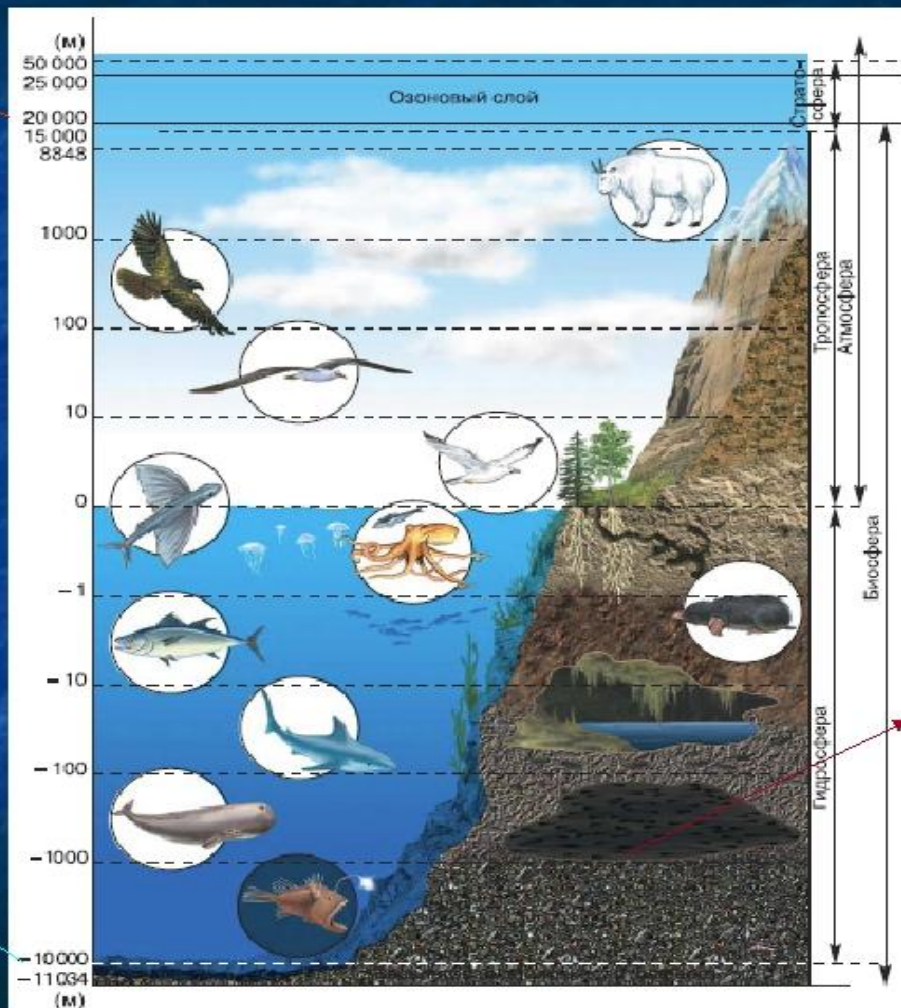 (м)
50 000
25 000
20 000
15 000
8848
1000
100
10
0
−1
−10
−100
−1000
−10000
−11034
(м)
Озоновый слой
Страто-
сфера
Тропосфера
Атмосфера
Гидросфера
Биосфера